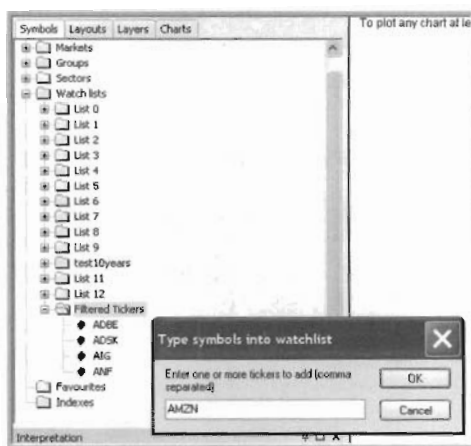 Symbols Layouts Layers Charts
To plot any chart at le
Markets
Groups
Sectors
Watch lists
List 0
List 1
List 2
List 3
List 4
List 5
List 6
List 7
List 8
List 9
test10years
List 11
List 12
Filtered Tickers
ADBE
ADSK
AIG
ANF
Favourites
Indexes
Type symbols into watchlist
Enter one or more tickers to add (comma
separated)
OK
AMZN
Cancel
Interpretation